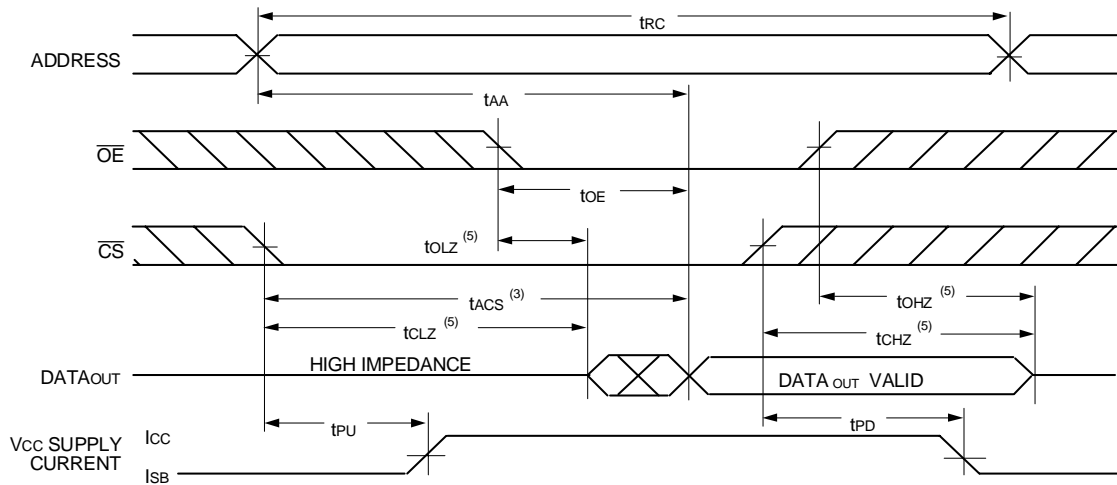 tRC
ADDRESS
tAA
OE
tOE
CS
tOLZ (5)
tACS (3)
tOHZ (5)
tCLZ (5)
tCHZ (5)
HIGH IMPEDANCE
DATAOUT
DATA OUT VALID
tPU
tPD
VCC SUPPLY
CURRENT
ICC
ISB